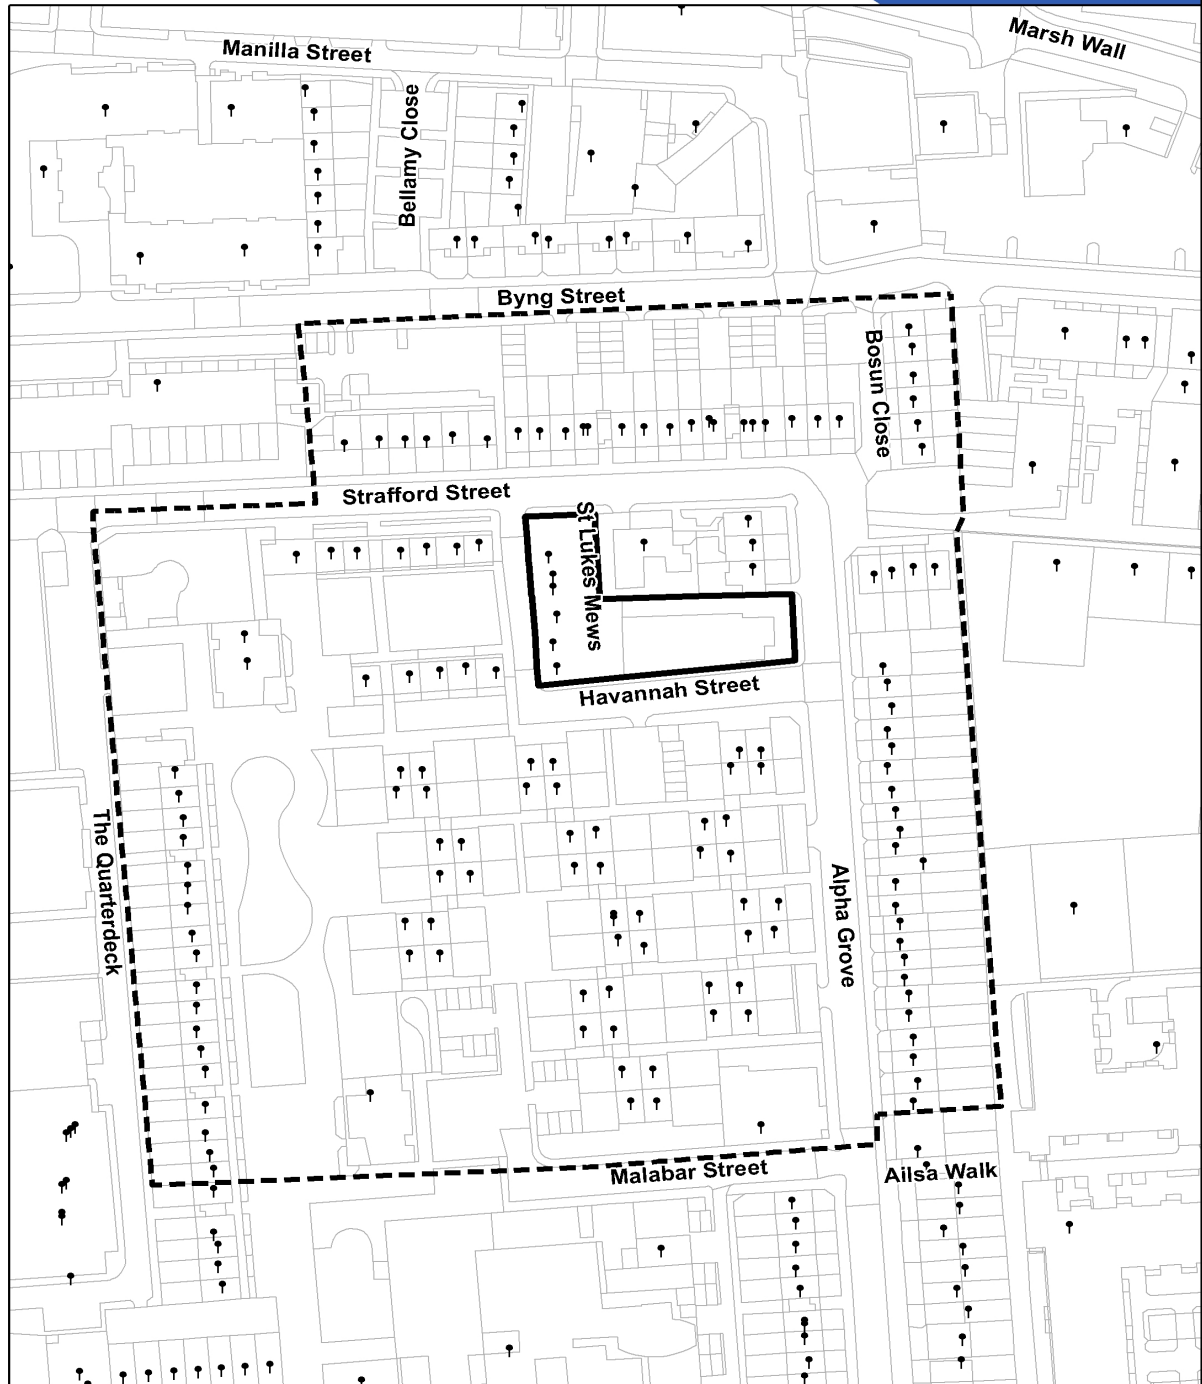 Manilla Street
Marsh Wall
Bellamy Close
Byng Street
Bosun Close
Strafford Street
St Lukes Mews
Havannah Street
The Quarterdeck
Alpha Grove
Malabar Street
Ailsa Walk